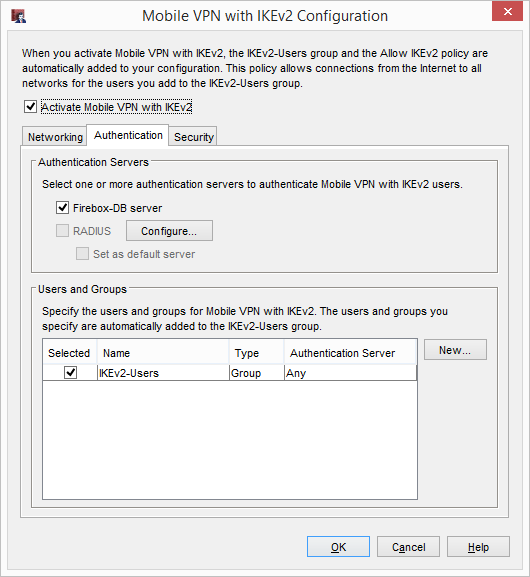 Mobile VPN with IKEv2 Configuration
When you activate Mobile VPN with IKEv2, the IKEv2-Users group and the Allow IKEv2 policy are
automatically added to your configuration. This policy allows connections from the Internet to all
networks for the users you add to the IKEv2-Users group.
Activate Mobile VPN with IKEv2
Networking Authentication Security
Authentication Servers
Select one or more authentication servers to authenticate Mobile VPN with IKEv2 users.
Firebox-DB server
RADIUS Configure...
Set as default server
Users and Groups
Specify the users and groups for Mobile VPN with IKEv2. The users and groups you
specify are automatically added to the IKEv2-Users group.
Selected Name Type Authentication Server New...
IKEv2-Users Group Any
OK Cancel Help